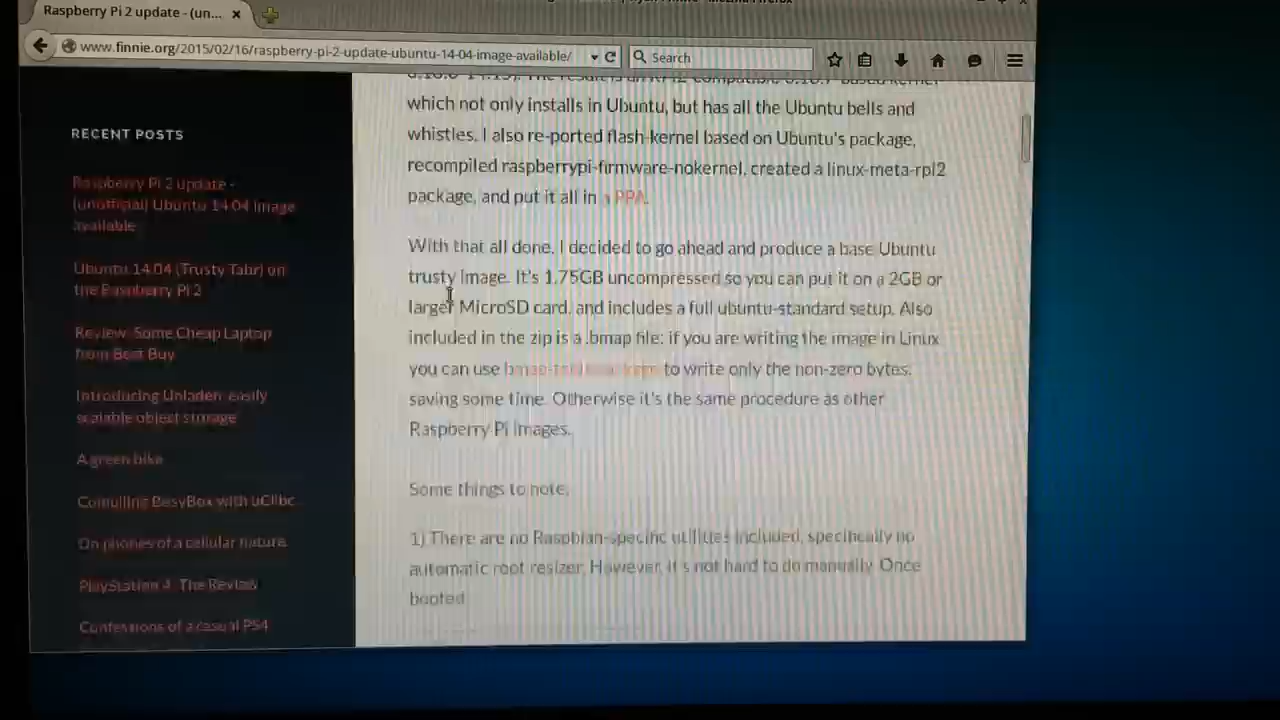 Raspberry Pi 2 update - (un...
www.finnie.org/2015/02/16/raspberry-pi-2-update-ubuntu-14-04-image-available/
Search
RECENT POSTS
Raspberry Pi 2 update -
(unofficial) Ubuntu 14.04 image
available
Ubuntu 14.04 (Trusty Tahr) on
the Raspberry Pi 2
Review: Some Cheap Laptop
from Best Buy
Introducing Unladen: easily
scalable object storage
A green bike
Compiling BusyBox with uClibc
On phones of a cellular nature
PlayStation 4: The Review
Confessions of a casual PS4
which not only installs in Ubuntu, but has all the Ubuntu bells and
whistles. I also re-ported flash-kernel based on Ubuntu's package,
recompiled raspberrypi-firmware-nokernel, created a linux-meta-rpi2
package, and put it all in a PPA.
With that all done, I decided to go ahead and produce a base Ubuntu
trusty image. It's 1.75GB uncompressed so you can put it on a 2GB or
larger MicroSD card, and includes a full ubuntu-standard setup. Also
included in the zip is a .bmap file; if you are writing the image in Linux
you can use to write only the non-zero bytes,
saving some time. Otherwise it's the same procedure as other
Raspberry Pi images.
Some things to note:
1) There are no Raspbian-specific utilities included, specifically no
automatic root resizer. However, it's not hard to do manually. Once
booted